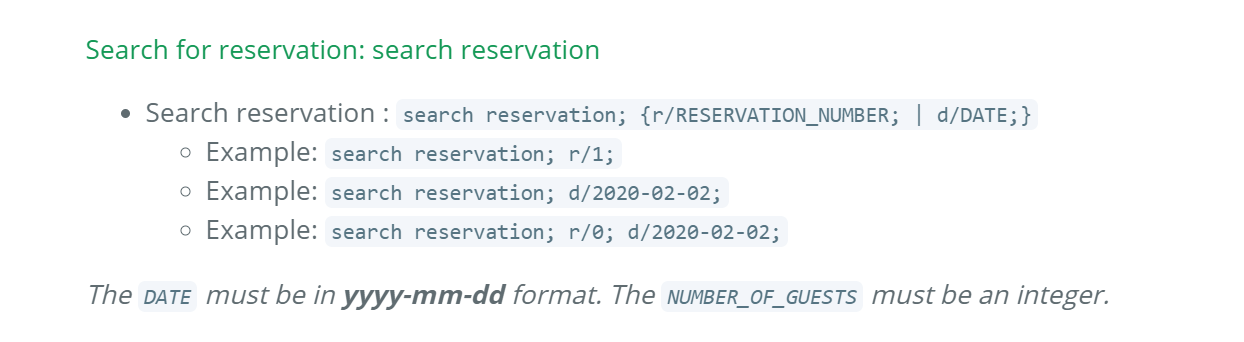 Search for reservation: search reservation
• Search reservation : search reservation; {r/RESERVATION_NUMBER; | d/DATE;}
○ Example: search reservation; r/1;
○ Example: search reservation; d/2020-02-02;
○ Example: search reservation; r/0; d/2020-02-02;
The DATE must be in yyyy-mm-dd format. The NUMBER_OF_GUESTS must be an integer.